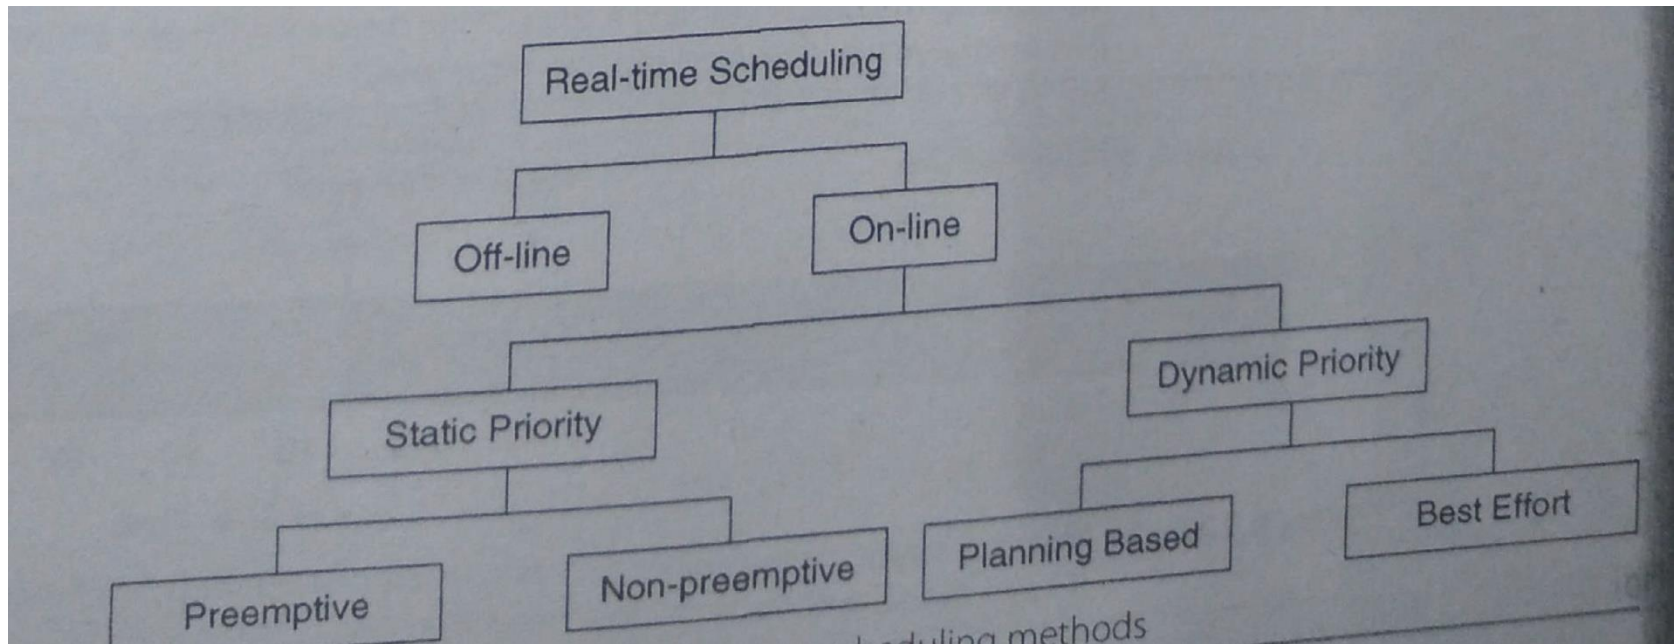 Real-time Scheduling
Off-line
On-line
Static Priority
Dynamic Priority
Preemptive
Non-preemptive
Planning Based
Best Effort
methods